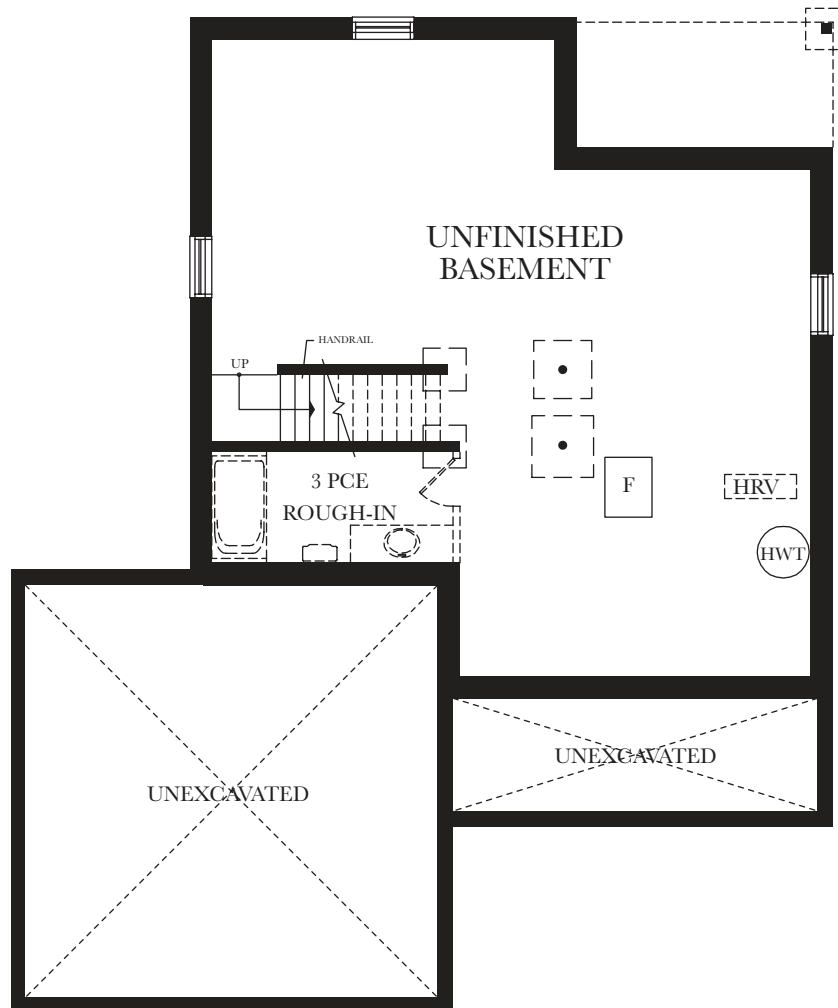 UNFINISHED
BASEMENT
HANDRAIL
UP
3 PCE
ROUGH-IN
F
HRV
HWT
UNEXCAVATED
UNEXCAVATED